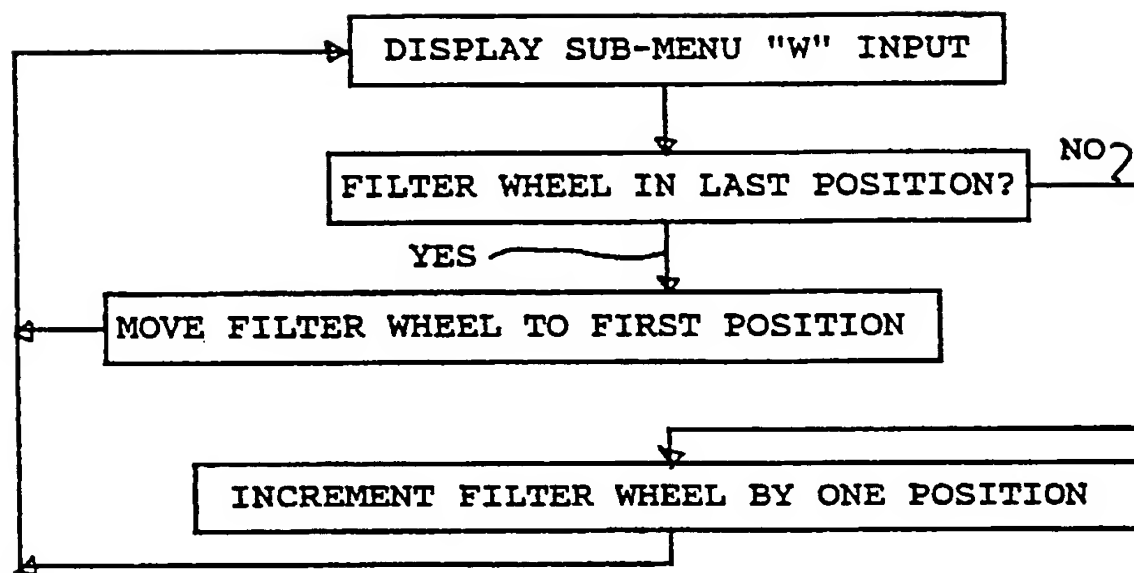 DISPLAY SUB-MENU "W" INPUT
NO
FILTER WHEEL IN LAST POSITION?
YES
MOVE FILTER WHEEL TO FIRST POSITION
INCREMENT FILTER WHEEL BY ONE POSITION